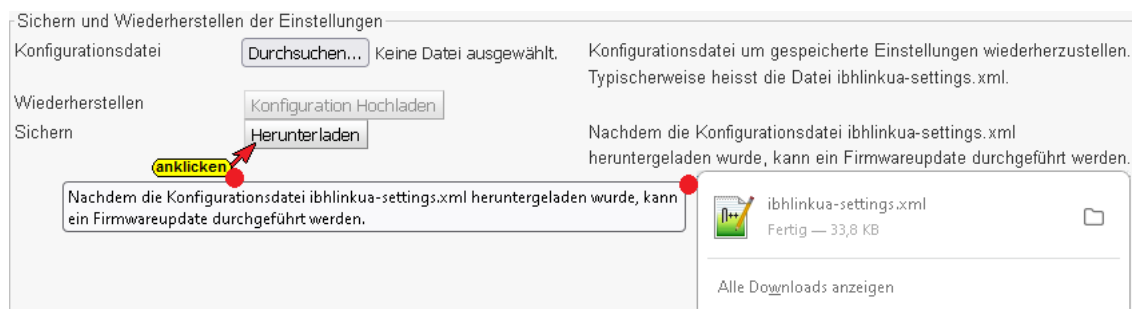 Sichern und Wiederherstellen der Einstellungen
Konfigurationsdatei
Durchsuchen... Keine Datei ausgewählt.
Konfigurationsdatei um gespeicherte Einstellungen wiederherzustellen.
Typischerweise heisst die Datei ibhlinkua-settings.xml.
Wiederherstellen
Konfiguration Hochladen
Sichern
Herunterladen
Nachdem die Konfigurationsdatei ibhlinkua-settings.xml
heruntergeladen wurde, kann ein Firmwareupdate durchgeführt werden.
anklicken
Nachdem die Konfigurationsdatei ibhlinkua-settings.xml heruntergeladen wurde, kann
ein Firmwareupdate durchgeführt werden.
ibhlinkua-settings.xml
Fertig — 33,8 KB
Alle Downloads anzeigen